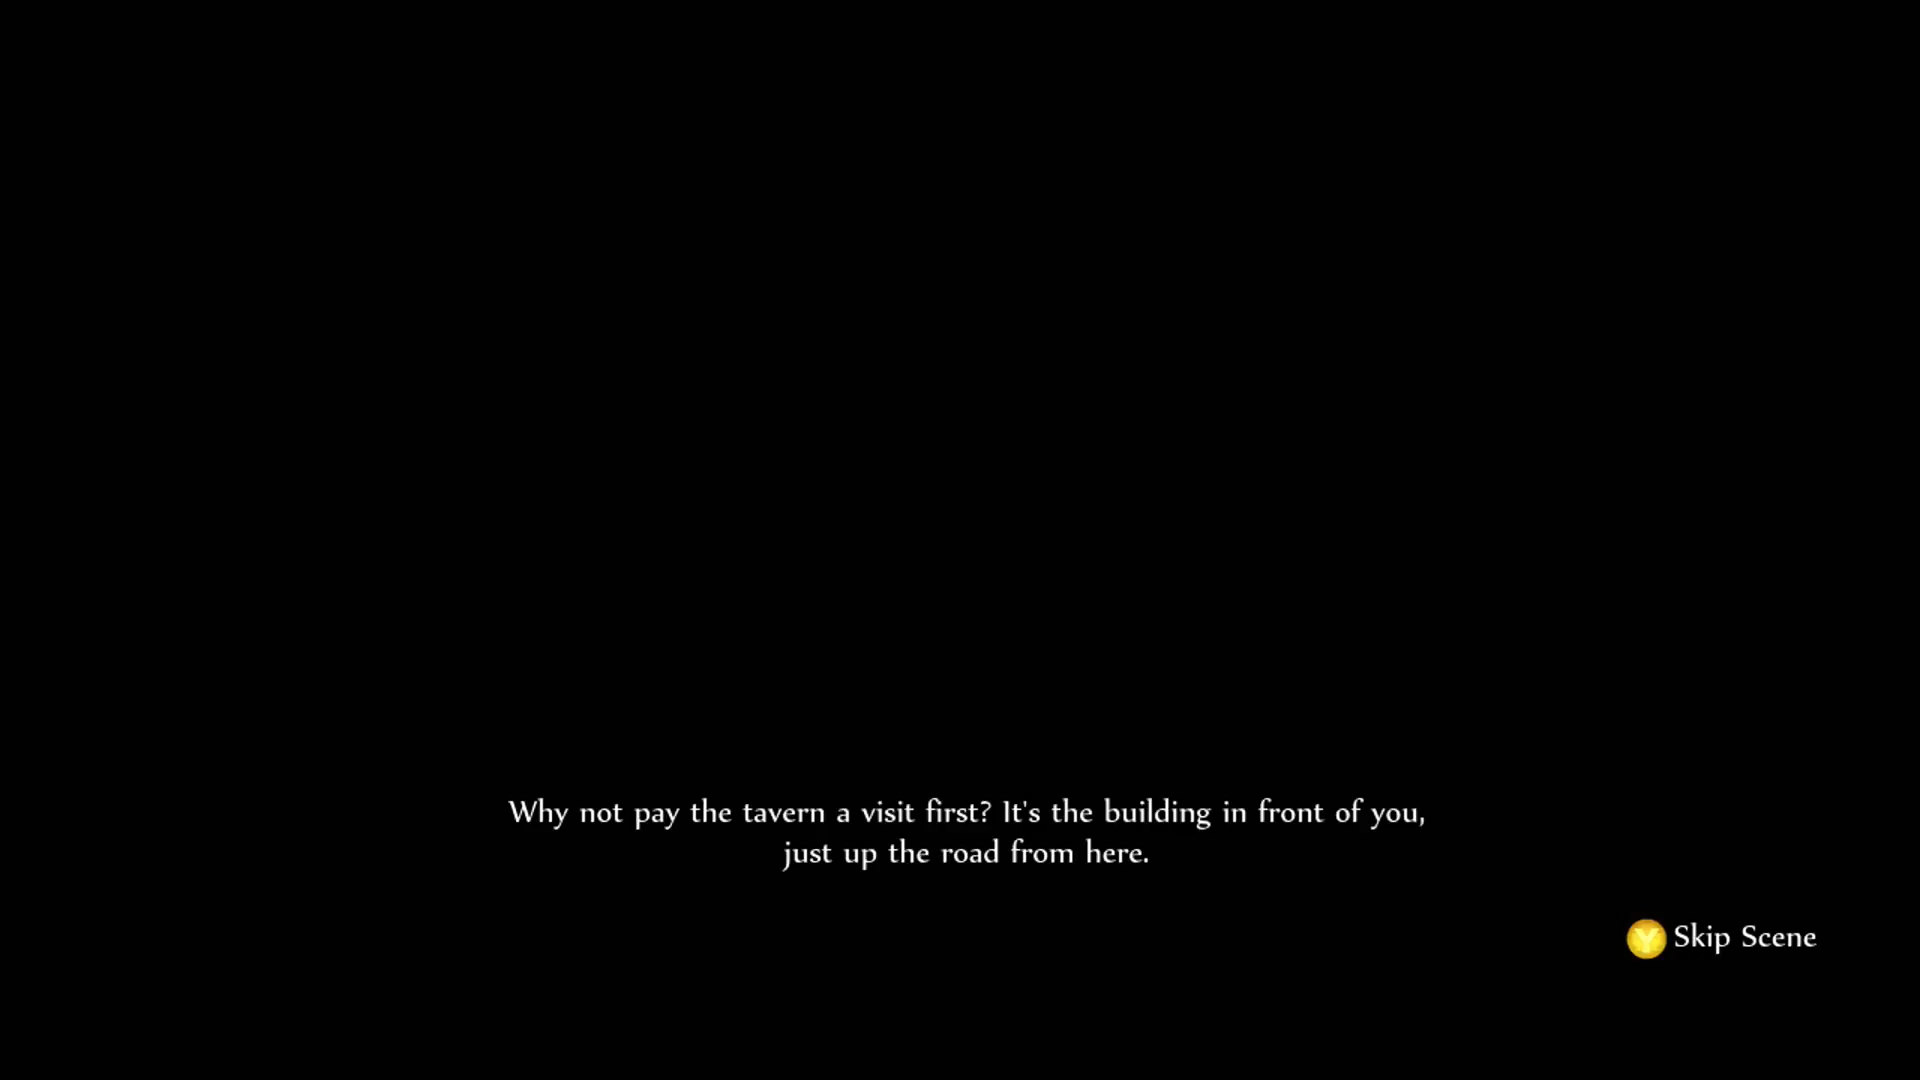 Why not pay the tavern a visit first? It's the building in front of you,
just up the road from here.
Y Skip Scene